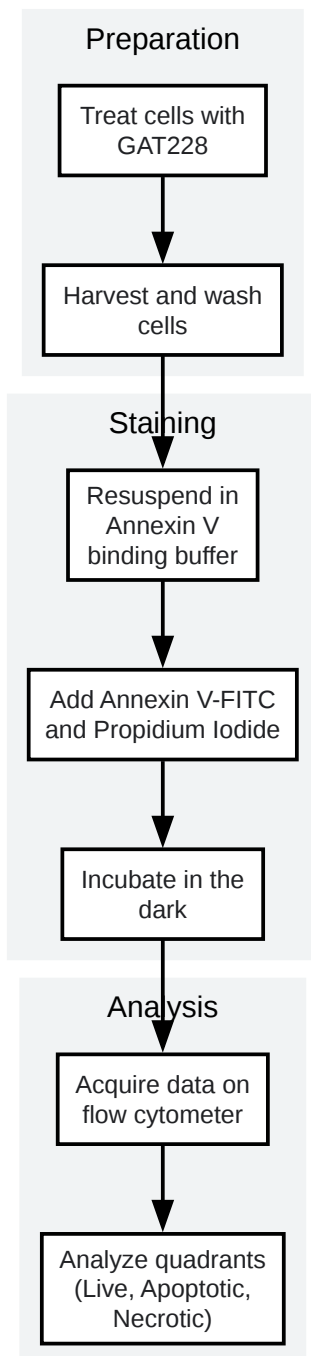 Preparation
Treat cells with
GAT228
Harvest and wash
cells
Staining
Resuspend in
Annexin V
binding buffer
Add Annexin V-FITC
and Propidium Iodide
Incubate in the
dark
Analysis
Acquire data on
flow cytometer
Analyze quadrants
(Live, Apoptotic,
Necrotic)